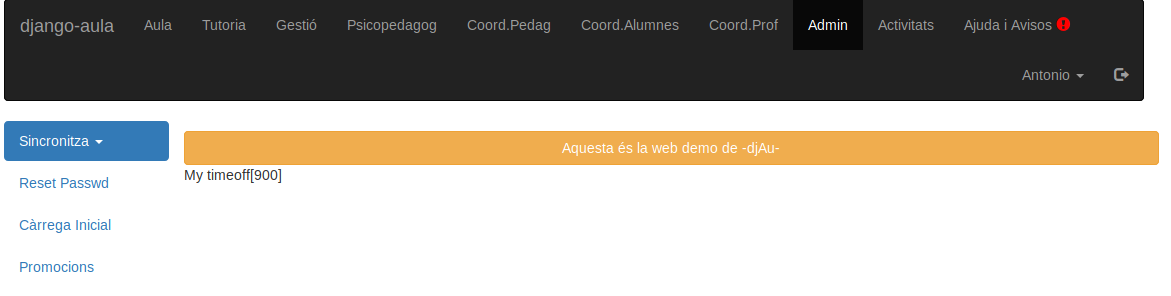 django-aula Aula Tutoria Gestió Psicopedagog Coord.Pedag Coord.Alumnes Coord.Prof Admin Activitats Ajuda i Avisos
Antonio
Sincronitza
Aquesta és la web demo de -djAu-
My timeoff[900]
Reset Passwd
Càrrega Inicial
Promocions